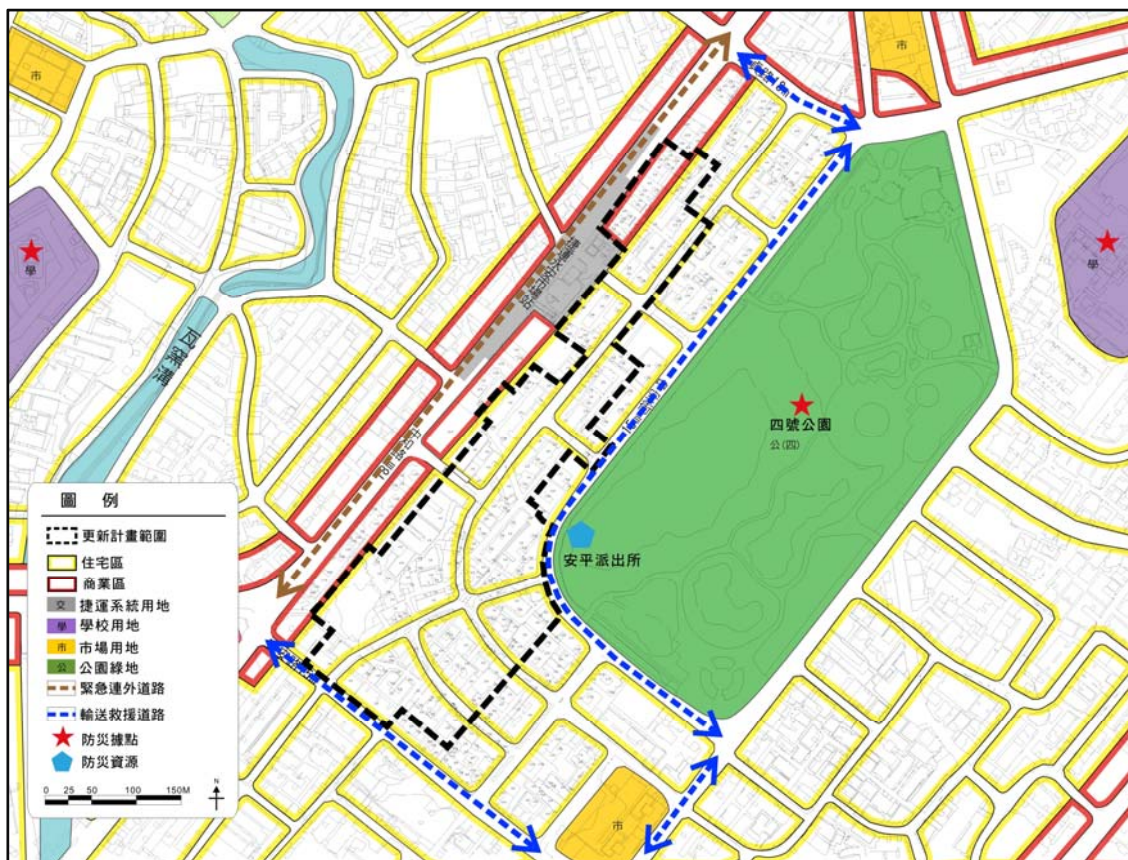 市
市
學
學
瓦窯溝
四號公園
公(四)
安平派出所
市
圖 例
更新計畫範圍
住宅區
商業區
交 捷運系統用地
學 學校用地
市 市場用地
公 公園綠地
緊急連外道路
輸送救援道路
防災據點
防災資源
0 25 50 100 150M
N